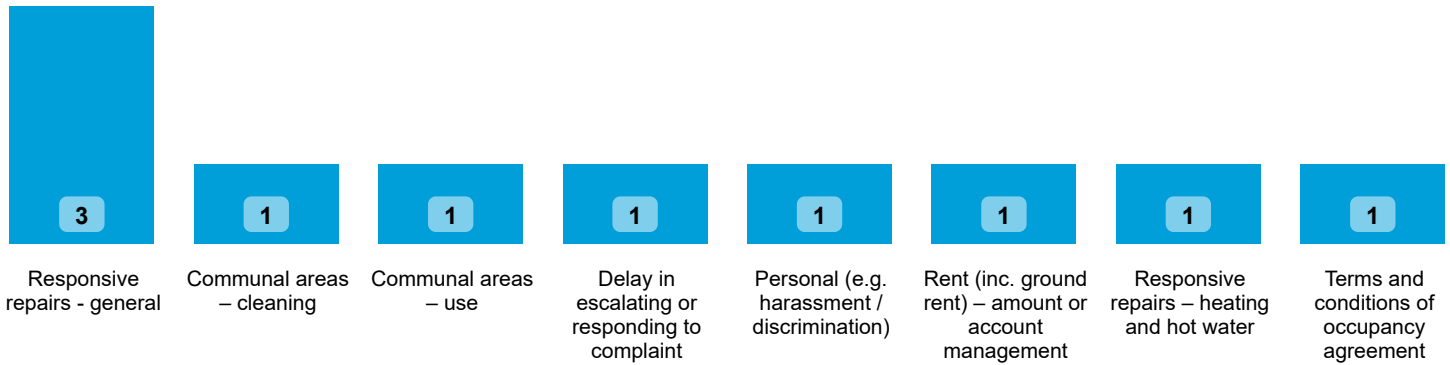 3
1
1
1
1
1
1
1
Responsive
repairs - general
Communal areas
– cleaning
Communal areas
– use
Delay in
escalating or
responding to
complaint
Personal (e.g.
harassment /
discrimination)
Rent (inc. ground
rent) – amount or
account
management
Responsive
repairs – heating
and hot water
Terms and
conditions of
occupancy
agreement